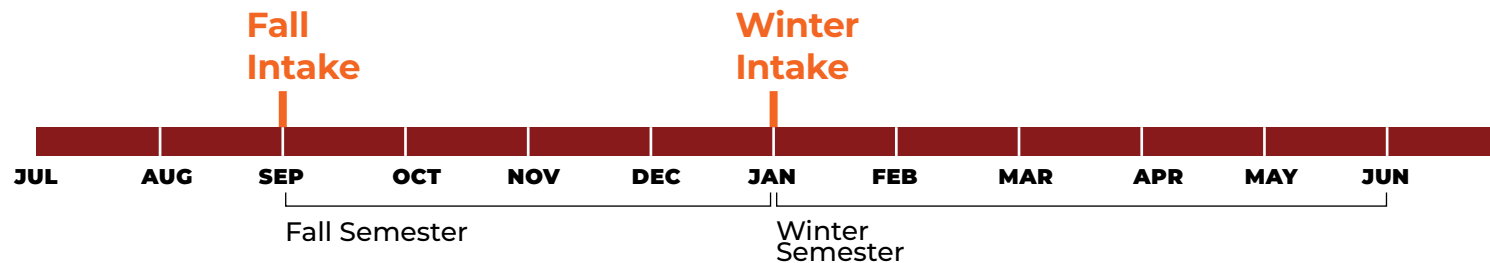 Fall
Intake
Winter
Intake
JUL AUG SEP OCT NOV DEC JAN FEB MAR APR MAY JUN
Fall Semester
Winter
Semester